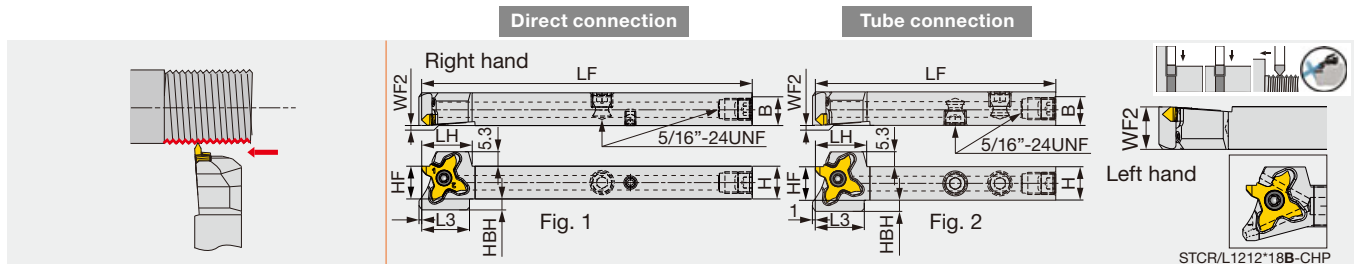 Direct connection
Tube connection
Right hand
LF
WF2
B
5/16”-24UNF
LH
5.3
HF
H
L3
HBH
Fig. 1
LF
WF2
B
5/16”-24UNF
LH
5.3
HF
H
1
L3
HBH
Fig. 2
WF2
Left hand
STCR/L1212*18B-CHP